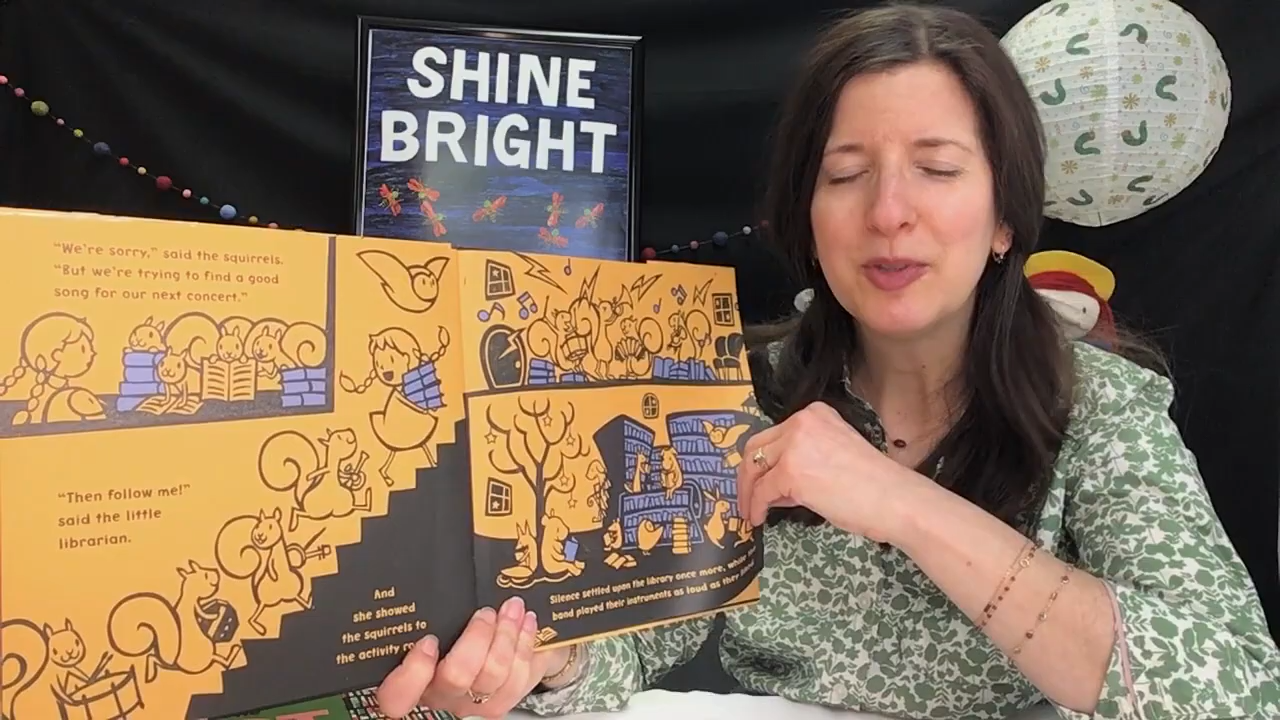 SHINE
BRIGHT
"We're sorry," said the squirrels.
"But we're trying to find a good
song for our next concert."
"Then follow me!"
said the little
librarian.
And
she showed
the squirrels to
the activity
Silence settled upon the library once more, while the
band played their instruments as loud as they